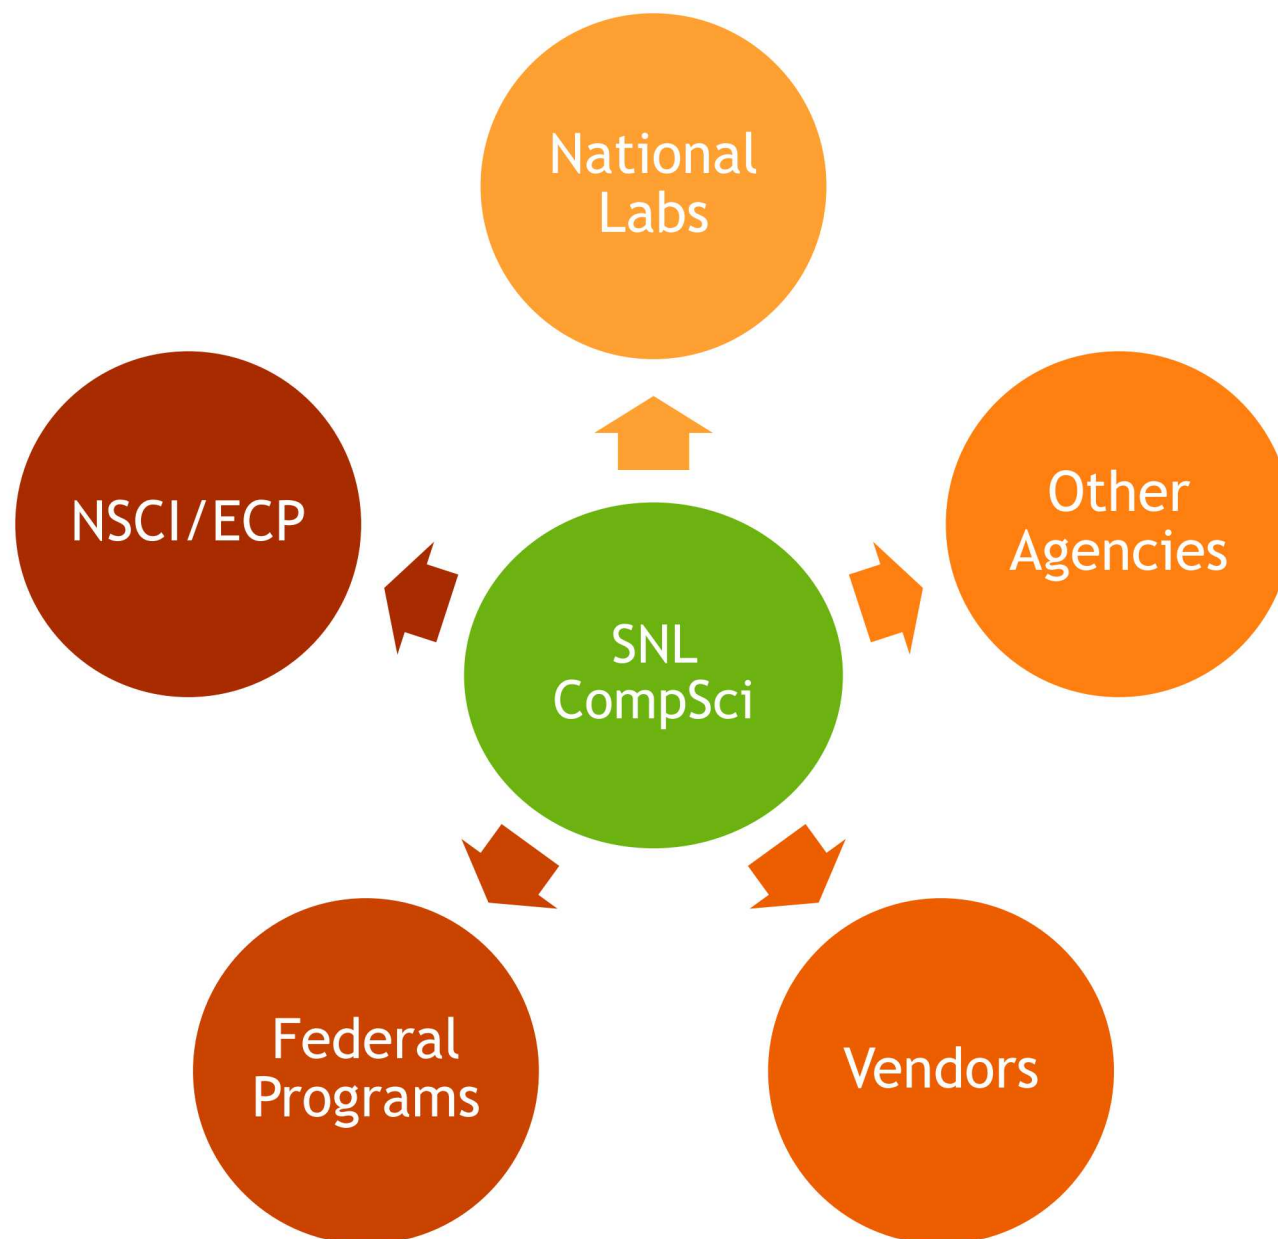 National
Labs
Other
Agencies
NSCI/ECP
SNL
CompSci
Federal
Programs
Vendors